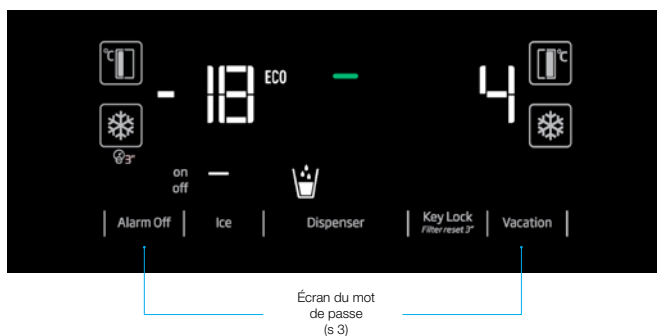 °C
°C
- 18 ECO
4
3"
on
off
Alarm Off
Ice
Dispenser
Key Lock
Filter reset 3"
Vacation
Écran du mot
de passe
(s 3)